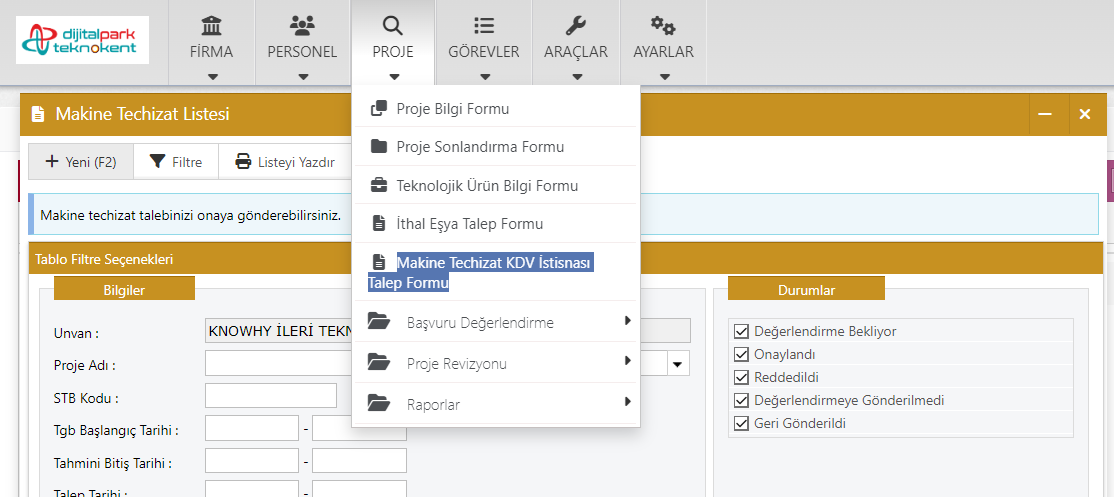 dijitalpark
teknokent
FİRMA
PERSONEL
PROJE
GÖREVLER
ARAÇLAR
AYARLAR
Makine Techizat Listesi
Yeni (F2)
Filtre
Listeyi Yazdır
Proje Bilgi Formu
Proje Sonlandırma Formu
Teknolojik Ürün Bilgi Formu
İthal Eşya Talep Formu
Makine Techizat KDV İstisnası
Talep Formu
Başvuru Değerlendirme
Proje Revizyonu
Raporlar
Makine techizat talebinizi onaya gönderebilirsiniz.
Tablo Filtre Seçenekleri
Bilgiler
Unvan :
KNOWHY İLERİ TEKN
Proje Adı :
STB Kodu :
Tgb Başlangıç Tarihi :
-
Tahmini Bitiş Tarihi :
-
Talep Tarihi :
-
Durumlar
Değerlendirme Bekliyor
Onaylandı
Reddedildi
Değerlendirmeye Gönderilmedi
Geri Gönderildi